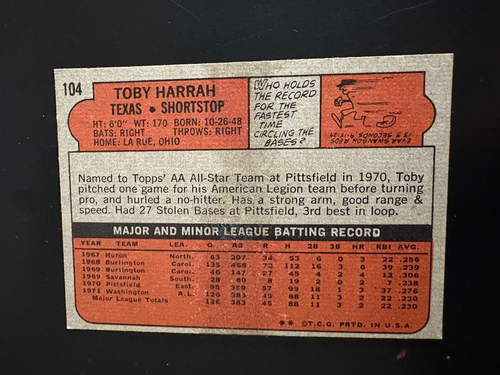 104
TOBY HARRAH
TEXAS • SHORTSTOP
HT: 6'0" WT: 170 BORN: 10-26-48
BATS: RIGHT THROWS: RIGHT
HOME: LA RUE, OHIO
WHO HOLDS
THE RECORD
FOR THE
FASTEST
TIME
CIRCLING THE
BASES?
EVAR SWANSON, REDS
13.3 SECONDS
Named to Topps' AA All-Star Team at Pittsfield in 1970, Toby
pitched one game for his American Legion team before turning
pro, and hurled a no-hitter. Has a strong arm, good range &
speed. Had 27 Stolen Bases at Pittsfield, 3rd best in loop.
MAJOR AND MINOR LEAGUE BATTING RECORD
YEAR TEAM LEA. G AB R H 2B 3B HR RBI AVG.
1967 Huron North. 63 207 34 53 6 0 3 22 .256
1968 Burlington Carol. 135 458 73 112 16 3 6 39 .239
1969 Burlington Carol. 46 147 27 45 4 2 4 12 .306
1969 Savannah South. 28 80 8 19 2 0 2 7 .238
1970 Pittsfield East. 95 359 57 99 18 1 3 37 .276
1971 Washington A.L. 126 383 45 88 11 3 2 22 .230
Major League Totals 126 383 45 88 11 3 2 22 .230
** ©T.C.G. PRTD. IN U.S.A.